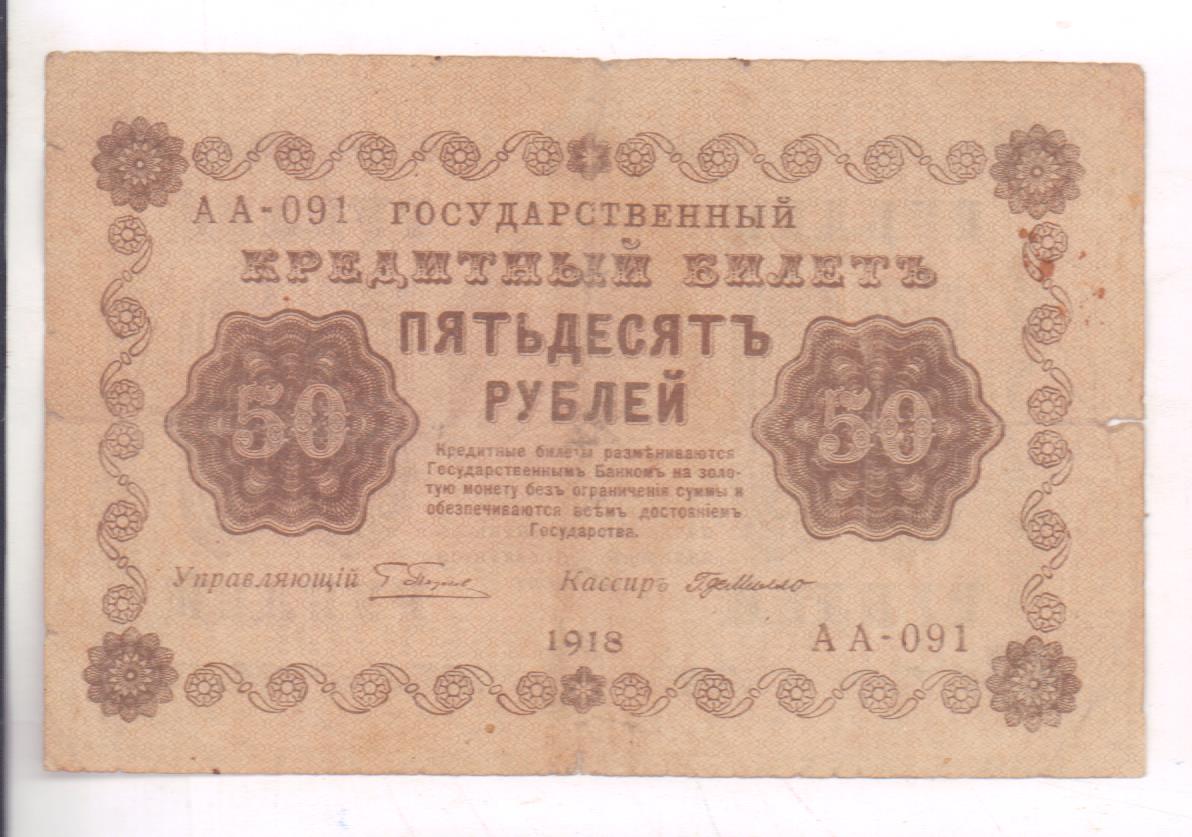 АА-091 ГОСУДАРСТВЕННЫЙ
КРЕДИТНЫЙ БИЛЕТЪ
ПЯТЬДЕСЯТЪ
РУБЛЕЙ
50 50
Кредитные билеты размѣниваются
Государственнымъ Банкомъ на золо-
тую монету безъ ограниченія суммы и
обезпечиваются всѣмъ достояніемъ
Государства.
Управляющій Кассиръ
1918 АА-091